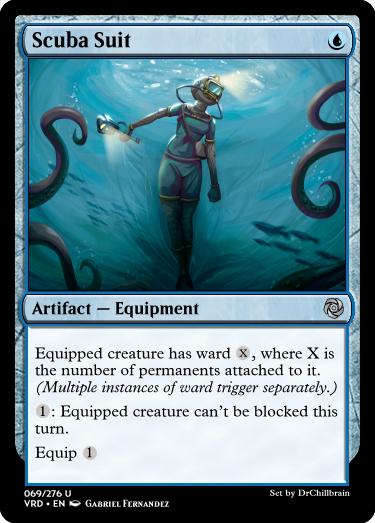 Scuba Suit
Artifact — Equipment
Equipped creature has ward X, where X is
the number of permanents attached to it.
(Multiple instances of ward trigger separately.)
1: Equipped creature can't be blocked this
turn.
Equip 1
069/276 U
Set by DrChillbrain
VRD • EN Gabriel Fernandez